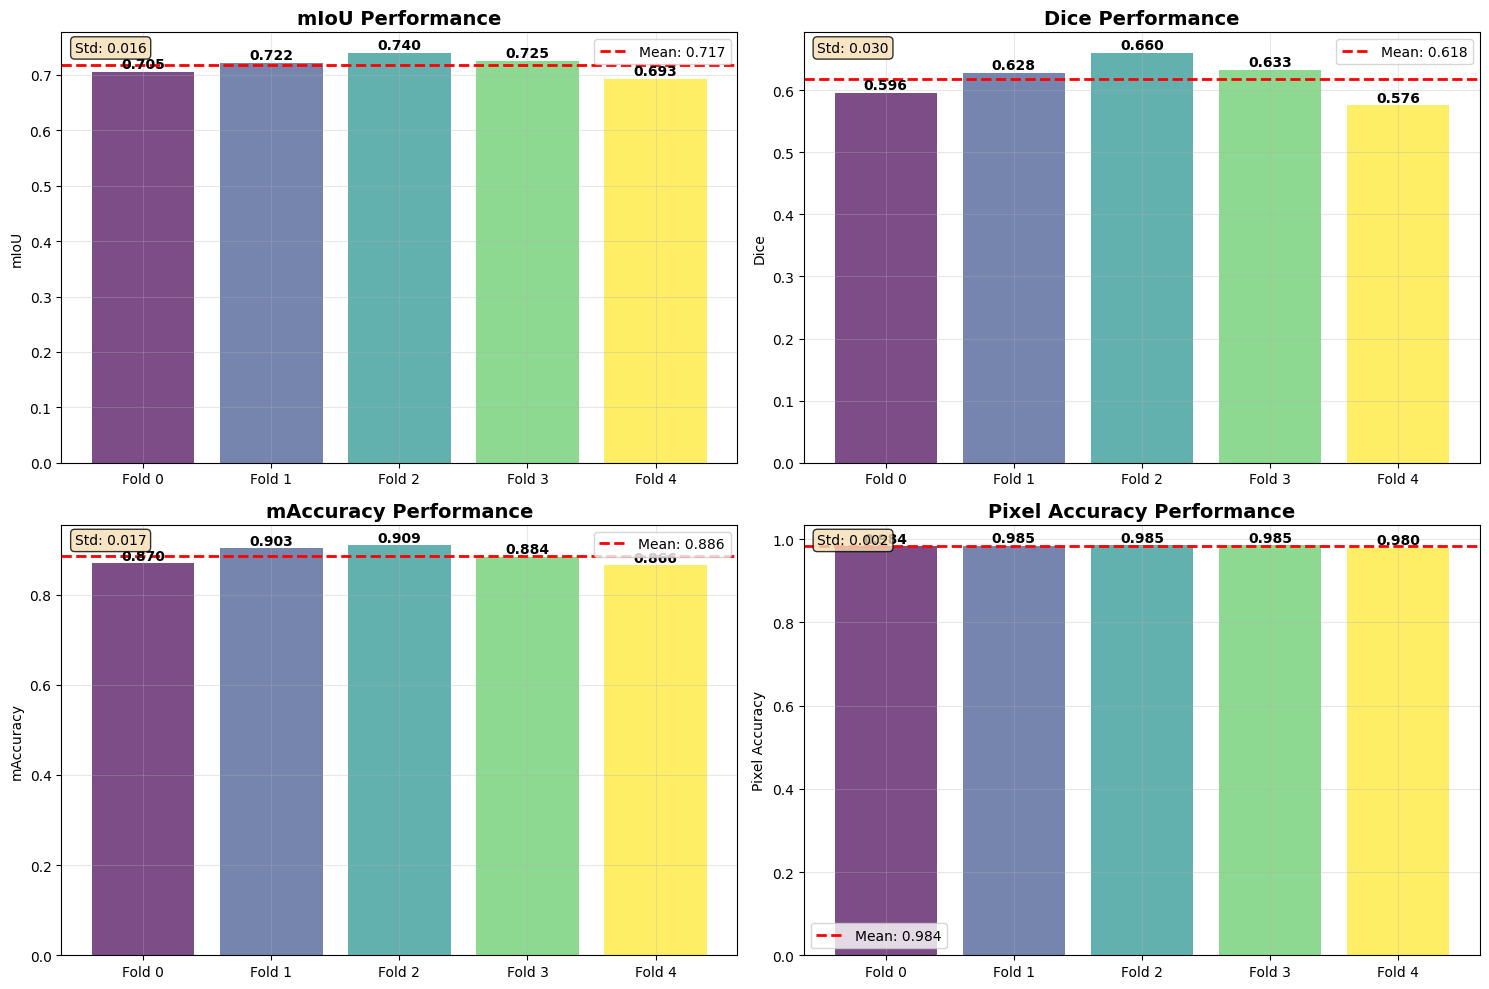 mIoU Performance
Std: 0.016
Mean: 0.717
0.705
0.722
0.740
0.725
0.693
mIoU
0.7
0.6
0.5
0.4
0.3
0.2
0.1
0.0
Fold 0 Fold 1 Fold 2 Fold 3 Fold 4
Dice Performance
Std: 0.030
Mean: 0.618
0.596
0.628
0.660
0.633
0.576
Dice
0.6
0.5
0.4
0.3
0.2
0.1
0.0
Fold 0 Fold 1 Fold 2 Fold 3 Fold 4
mAccuracy Performance
Std: 0.017
Mean: 0.886
0.870
0.903
0.909
0.884
0.866
mAccuracy
0.8
0.6
0.4
0.2
0.0
Fold 0 Fold 1 Fold 2 Fold 3 Fold 4
Pixel Accuracy Performance
Std: 0.002
0.985
0.985
0.985
0.980
Pixel Accuracy
1.0
0.8
0.6
0.4
0.2
0.0
Mean: 0.984
Fold 0 Fold 1 Fold 2 Fold 3 Fold 4